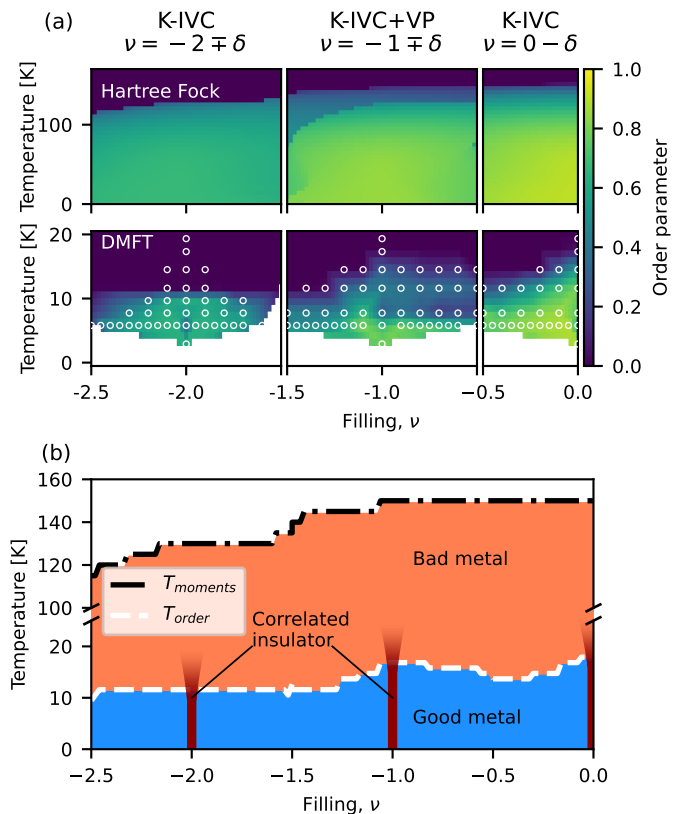 (a)
K-IVC
ν = −2 ∓ δ
K-IVC+VP
ν = −1 ∓ δ
K-IVC
ν = 0 − δ
Temperature [K]
100
0
Hartree Fock
Temperature [K]
20
10
0
DMFT
-2.5
-2.0
-1.5
-1.0
−0.5
0.0
Filling, ν
1.0
0.8
0.6
0.4
0.2
0.0
Order parameter
(b)
Temperature [K]
160
140
120
100
20
10
0
Bad metal
T_moments
T_order
Correlated
insulator
Good metal
−2.5
−2.0
−1.5
−1.0
−0.5
0.0
Filling, ν